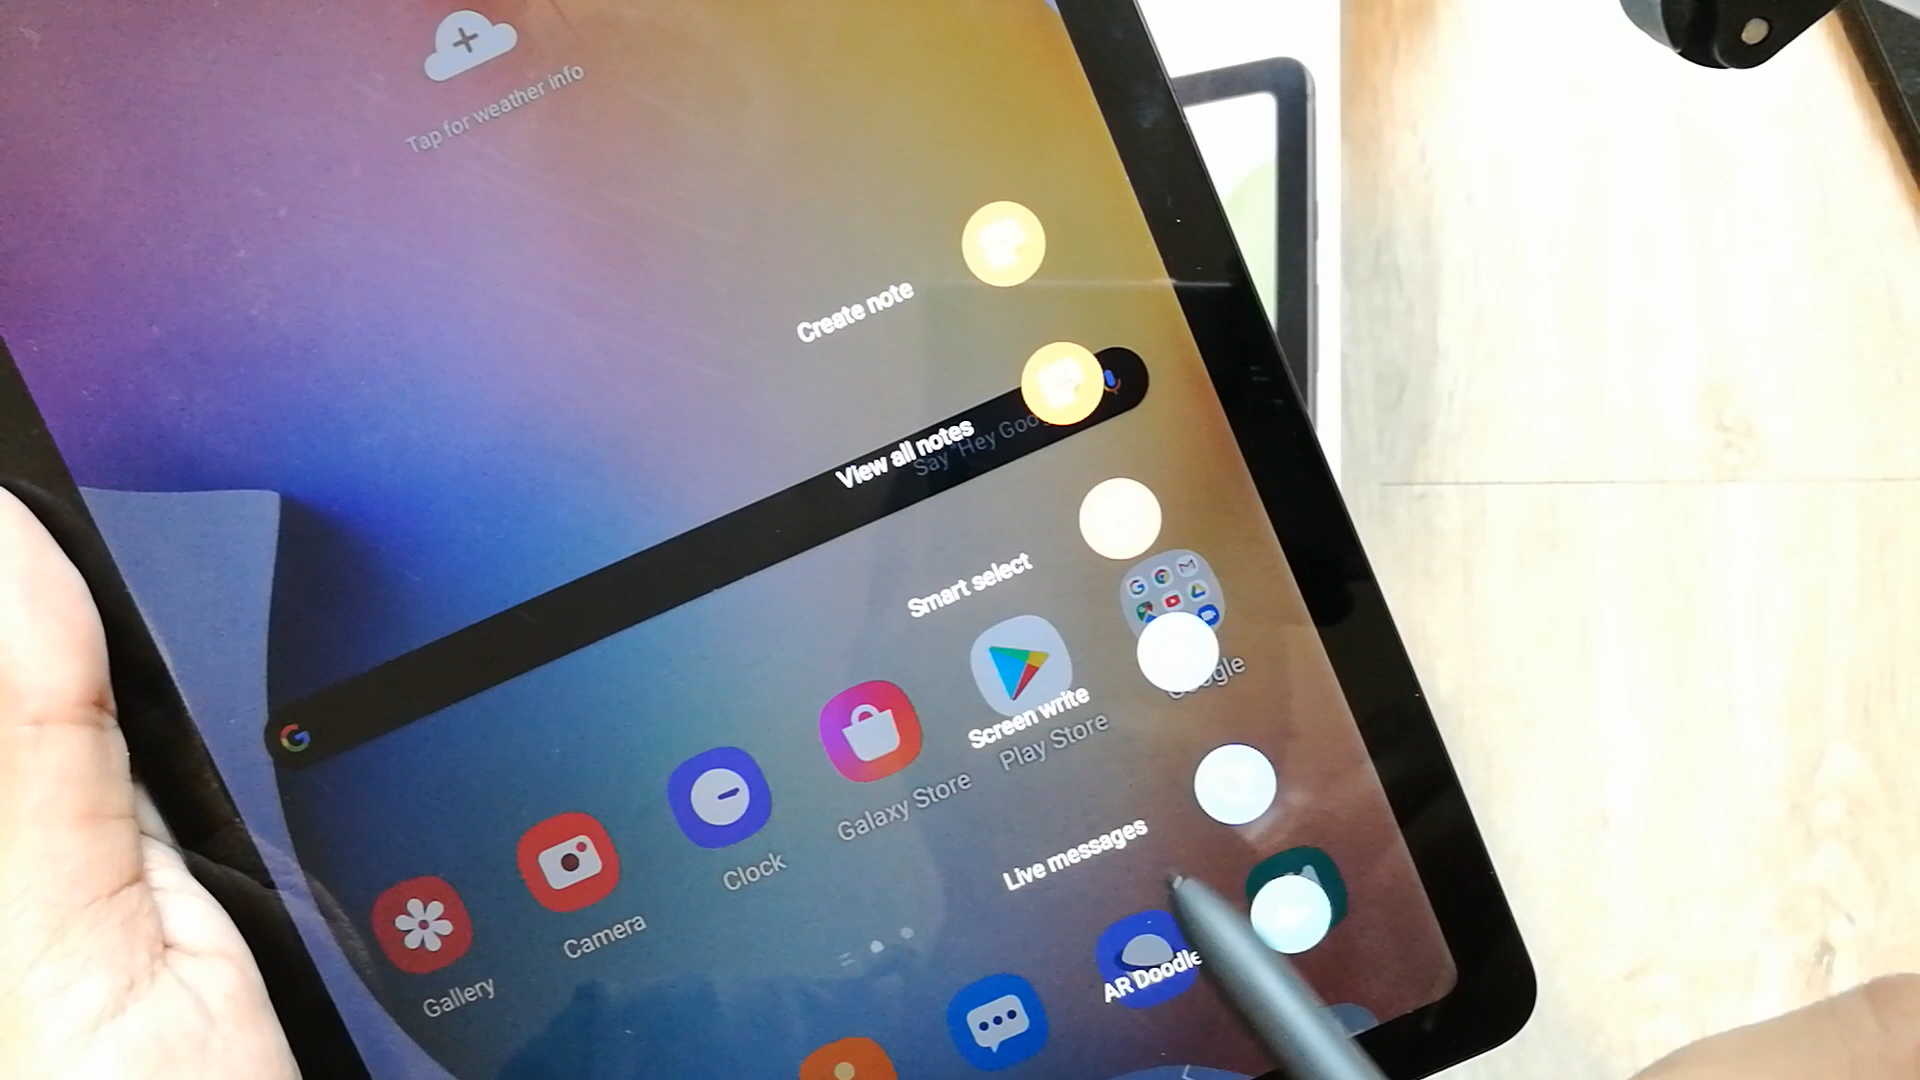 Tap for weather info
Create note
View all notes
Say "Hey Goo
Smart select
Google
Screen write
Play Store
Galaxy Store
Live messages
Clock
Camera
AR Doodle
Gallery